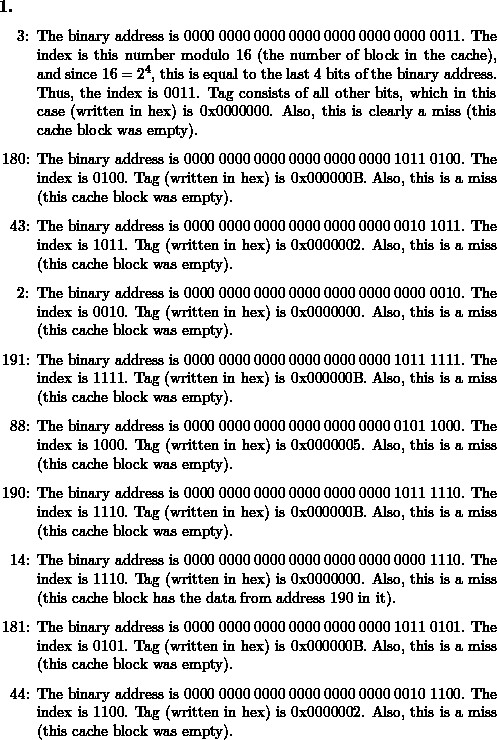 1.
3: The binary address is 0000 0000 0000 0000 0000 0000 0000 0011. The
index is this number modulo 16 (the number of block in the cache),
and since 16 = 2⁴, this is equal to the last 4 bits of the binary address.
Thus, the index is 0011. Tag consists of all other bits, which in this
case (written in hex) is 0x0000000. Also, this is clearly a miss (this
cache block was empty).
180: The binary address is 0000 0000 0000 0000 0000 0000 1011 0100. The
index is 0100. Tag (written in hex) is 0x000000B. Also, this is a miss
(this cache block was empty).
43: The binary address is 0000 0000 0000 0000 0000 0000 0010 1011. The
index is 1011. Tag (written in hex) is 0x0000002. Also, this is a miss
(this cache block was empty).
2: The binary address is 0000 0000 0000 0000 0000 0000 0000 0010. The
index is 0010. Tag (written in hex) is 0x0000000. Also, this is a miss
(this cache block was empty).
191: The binary address is 0000 0000 0000 0000 0000 0000 1011 1111. The
index is 1111. Tag (written in hex) is 0x000000B. Also, this is a miss
(this cache block was empty).
88: The binary address is 0000 0000 0000 0000 0000 0000 0101 1000. The
index is 1000. Tag (written in hex) is 0x0000005. Also, this is a miss
(this cache block was empty).
190: The binary address is 0000 0000 0000 0000 0000 0000 1011 1110. The
index is 1110. Tag (written in hex) is 0x000000B. Also, this is a miss
(this cache block was empty).
14: The binary address is 0000 0000 0000 0000 0000 0000 0000 1110. The
index is 1110. Tag (written in hex) is 0x0000000. Also, this is a miss
(this cache block has the data from address 190 in it).
181: The binary address is 0000 0000 0000 0000 0000 0000 1011 0101. The
index is 0101. Tag (written in hex) is 0x000000B. Also, this is a miss
(this cache block was empty).
44: The binary address is 0000 0000 0000 0000 0000 0000 0010 1100. The
index is 1100. Tag (written in hex) is 0x0000002. Also, this is a miss
(this cache block was empty).